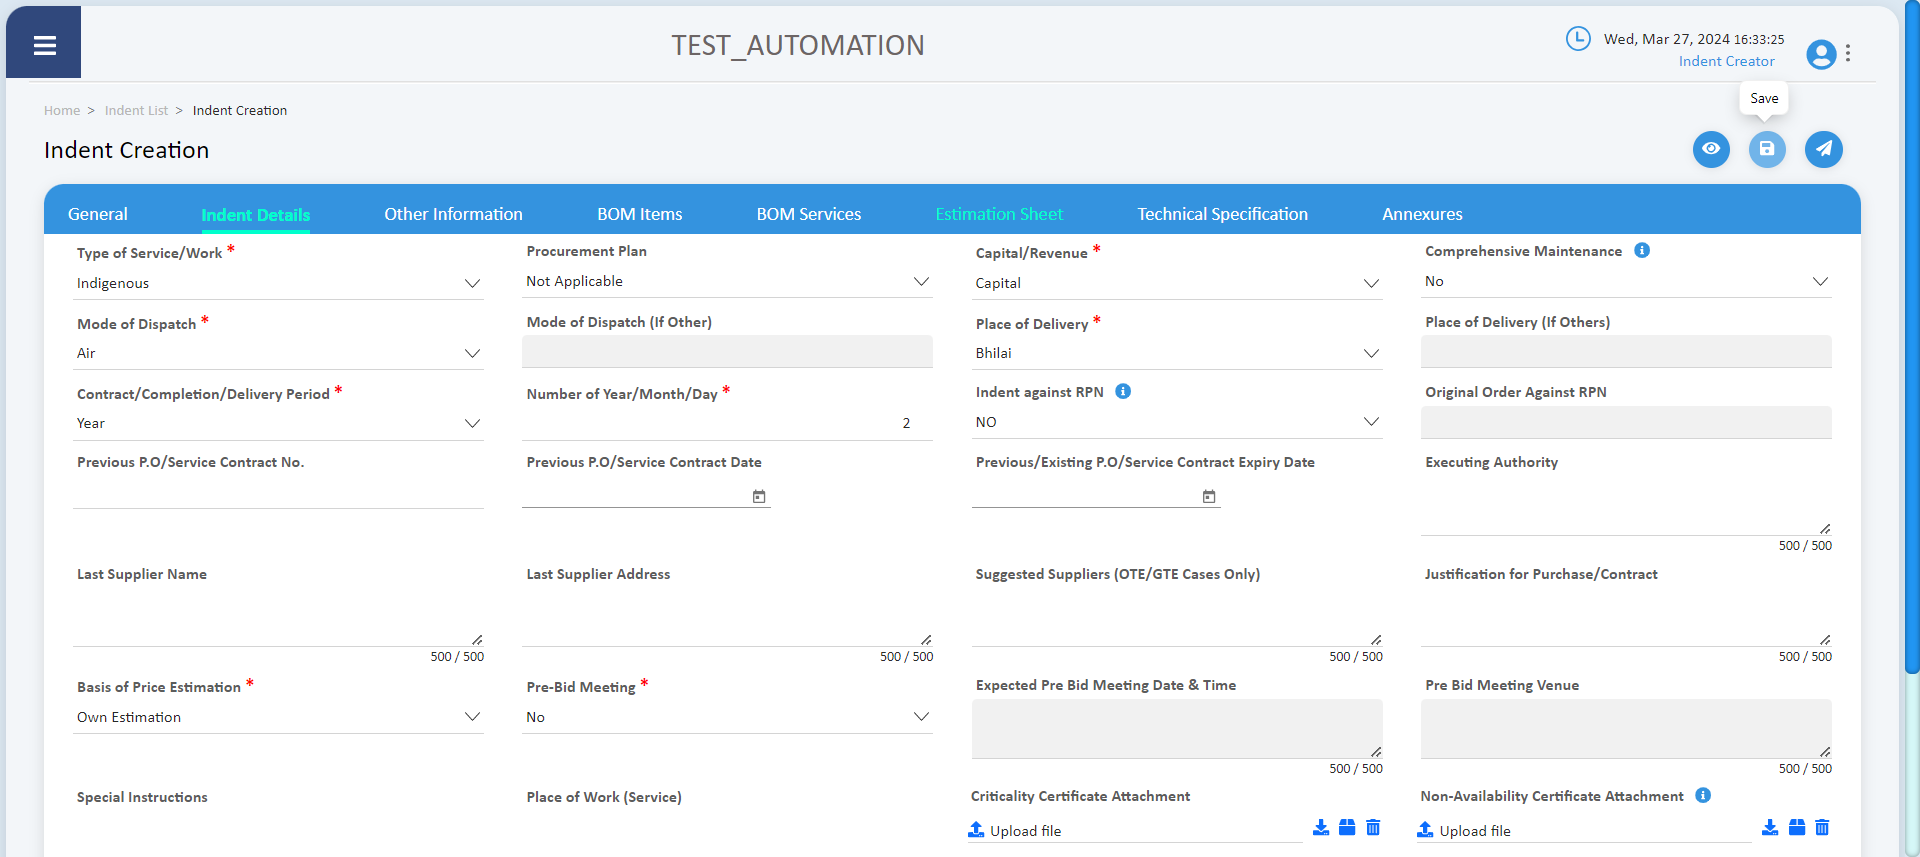 TEST_AUTOMATION
Wed, Mar 27, 2024 16:33:25
Indent Creator
Home > Indent List > Indent Creation
Save
Indent Creation
General Indent Details Other Information BOM Items BOM Services Estimation Sheet Technical Specification Annexures
Type of Service/Work * Procurement Plan Capital/Revenue * Comprehensive Maintenance i
Indigenous Not Applicable Capital No
Mode of Dispatch * Mode of Dispatch (If Other) Place of Delivery * Place of Delivery (If Others)
Air Bhilai
Contract/Completion/Delivery Period * Number of Year/Month/Day * Indent against RPN i Original Order Against RPN
Year 2 NO
Previous P.O/Service Contract No. Previous P.O/Service Contract Date Previous/Existing P.O/Service Contract Expiry Date Executing Authority
500 / 500
Last Supplier Name Last Supplier Address Suggested Suppliers (OTE/GTE Cases Only) Justification for Purchase/Contract
500 / 500 500 / 500 500 / 500 500 / 500
Basis of Price Estimation * Pre-Bid Meeting * Expected Pre Bid Meeting Date & Time Pre Bid Meeting Venue
Own Estimation No
500 / 500 500 / 500
Special Instructions Place of Work (Service) Criticality Certificate Attachment Non-Availability Certificate Attachment i
Upload file Upload file